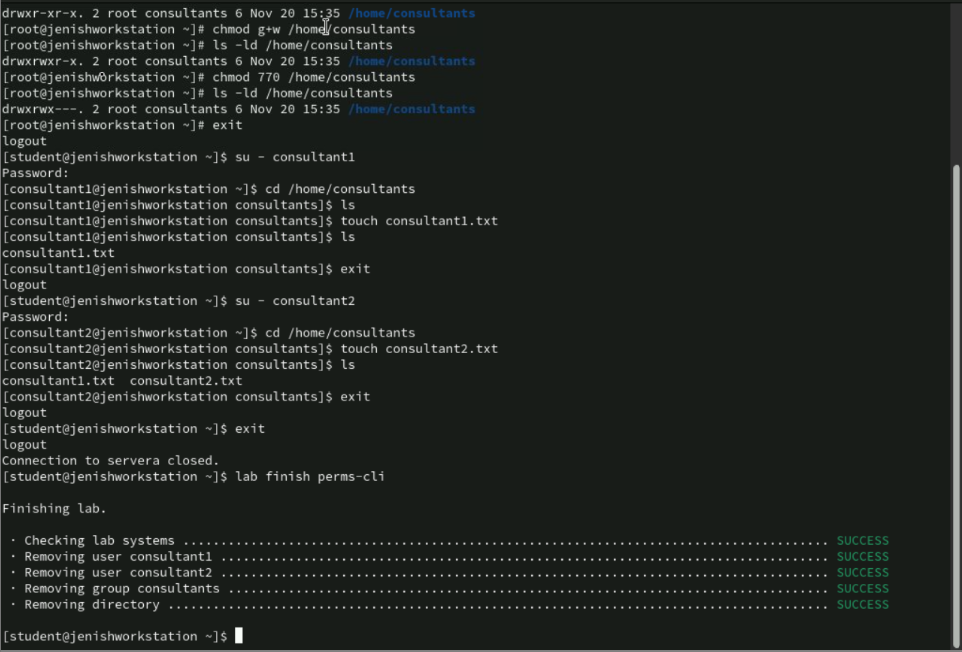 drwxr-xr-x. 2 root consultants 6 Nov 20 15:35 /home/consultants
[root@jenishworkstation ~]# chmod g+w /home/consultants
[root@jenishworkstation ~]# ls -ld /home/consultants
drwxrwxr-x. 2 root consultants 6 Nov 20 15:35 /home/consultants
[root@jenishworkstation ~]# chmod 770 /home/consultants
[root@jenishworkstation ~]# ls -ld /home/consultants
drwxrwx---. 2 root consultants 6 Nov 20 15:35 /home/consultants
[root@jenishworkstation ~]# exit
logout
[student@jenishworkstation ~]$ su - consultant1
Password:
[consultant1@jenishworkstation ~]$ cd /home/consultants
[consultant1@jenishworkstation consultants]$ ls
[consultant1@jenishworkstation consultants]$ touch consultant1.txt
[consultant1@jenishworkstation consultants]$ ls
consultant1.txt
[consultant1@jenishworkstation consultants]$ exit
logout
[student@jenishworkstation ~]$ su - consultant2
Password:
[consultant2@jenishworkstation ~]$ cd /home/consultants
[consultant2@jenishworkstation consultants]$ touch consultant2.txt
[consultant2@jenishworkstation consultants]$ ls
consultant1.txt  consultant2.txt
[consultant2@jenishworkstation consultants]$ exit
logout
[student@jenishworkstation ~]$ exit
logout
Connection to servera closed.
[student@jenishworkstation ~]$ lab finish perms-cli
Finishing lab.
· Checking lab systems ...................................................................................... SUCCESS
· Removing user consultant1 ................................................................................. SUCCESS
· Removing user consultant2 ................................................................................. SUCCESS
· Removing group consultants ................................................................................ SUCCESS
· Removing directory ........................................................................................ SUCCESS
[student@jenishworkstation ~]$